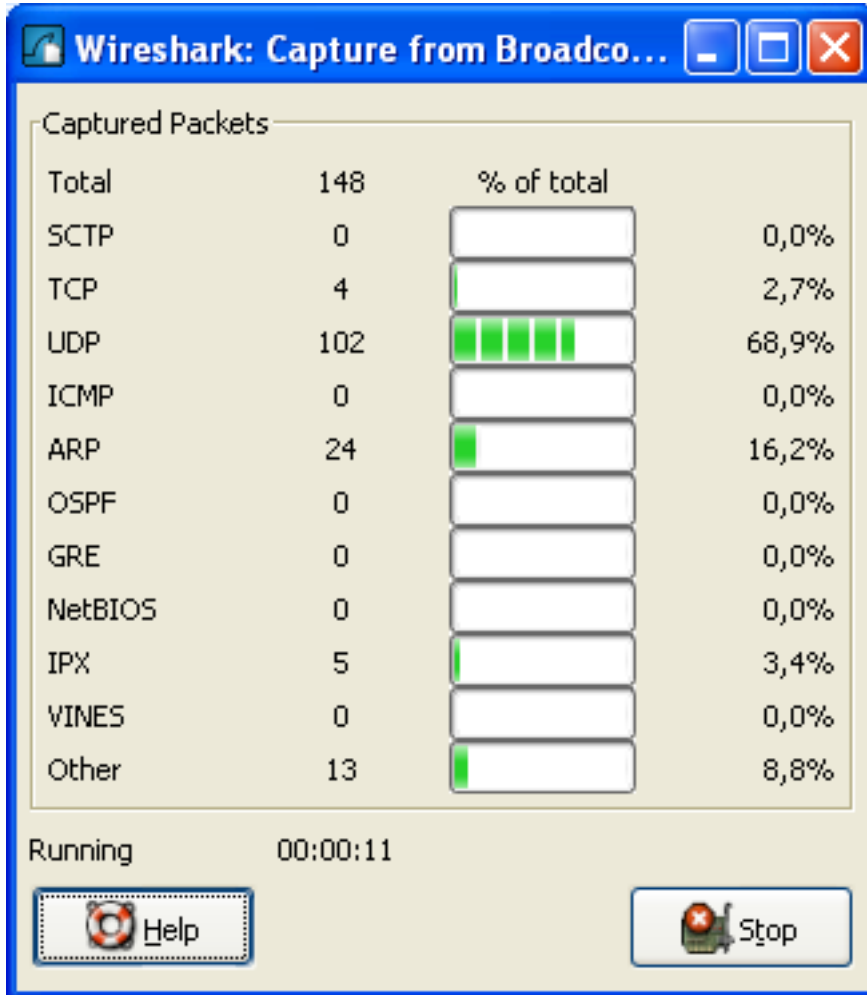 Wireshark: Capture from Broadco...
Captured Packets
Total 148 % of total
SCTP 0 0,0%
TCP 4 2,7%
UDP 102 68,9%
ICMP 0 0,0%
ARP 24 16,2%
OSPF 0 0,0%
GRE 0 0,0%
NetBIOS 0 0,0%
IPX 5 3,4%
VINES 0 0,0%
Other 13 8,8%
Running 00:00:11
Help Stop